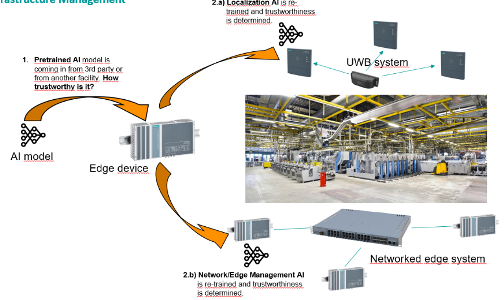 frastructure Management
2.a) Localization AI is re-
trained and trustworthiness
is determined.
1. Pretrained AI model is
coming in from 3rd party or
from another facility. How
trustworthy is it?
UWB system
AI model
Edge device
Networked edge system
2.b) Network/Edge Management AI
is re-trained and trustworthiness
is determined.